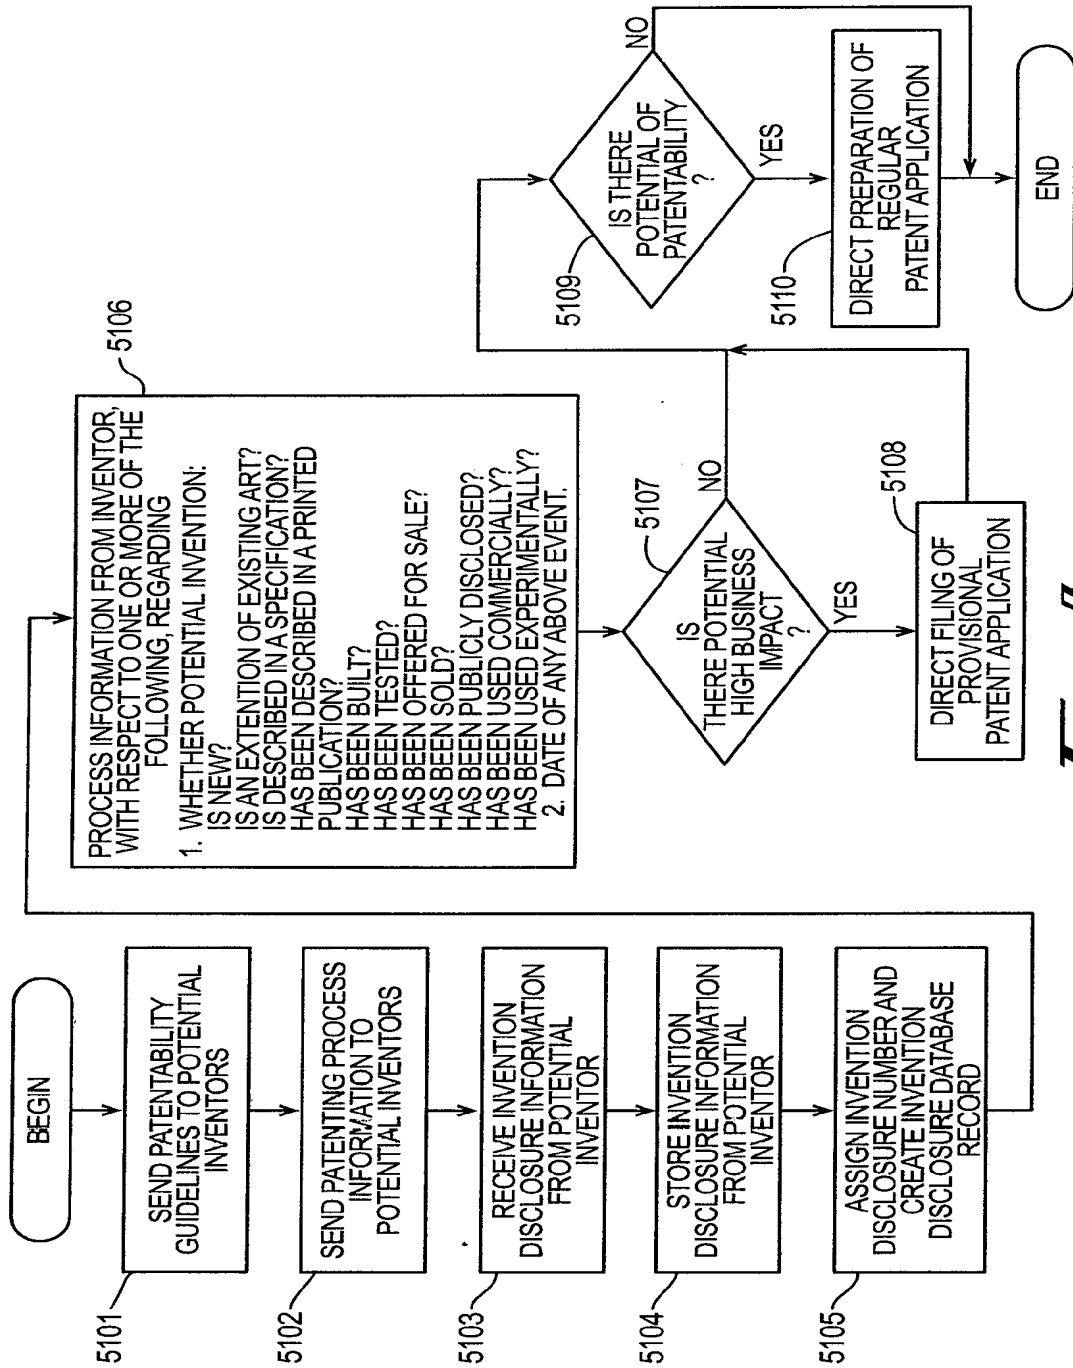 BEGIN
5101
SEND PATENTABILITY
GUIDELINES TO POTENTIAL
INVENTORS
5102
SEND PATENTING PROCESS
INFORMATION TO
POTENTIAL INVENTORS
5103
RECEIVE INVENTION
DISCLOSURE INFORMATION
FROM POTENTIAL
INVENTOR
5104
STORE INVENTION
DISCLOSURE INFORMATION
FROM POTENTIAL
INVENTOR
5105
ASSIGN INVENTION
DISCLOSURE NUMBER AND
CREATE INVENTION
DISCLOSURE DATABASE
RECORD
5106
PROCESS INFORMATION FROM INVENTOR,
WITH RESPECT TO ONE OR MORE OF THE
FOLLOWING, REGARDING
1. WHETHER POTENTIAL INVENTION:
IS NEW?
IS AN EXTENTION OF EXISTING ART?
IS DESCRIBED IN A SPECIFICATION?
HAS BEEN DESCRIBED IN A PRINTED
PUBLICATION?
HAS BEEN BUILT?
HAS BEEN TESTED?
HAS BEEN OFFERED FOR SALE?
HAS BEEN SOLD?
HAS BEEN PUBLICLY DISCLOSED?
HAS BEEN USED COMMERCIALLY?
HAS BEEN USED EXPERIMENTALLY?
2. DATE OF ANY ABOVE EVENT.
5107
IS
THERE POTENTIAL
HIGH BUSINESS
IMPACT
?
NO
YES
5108
DIRECT FILING OF
PROVISIONAL
PATENT APPLICATION
5109
IS THERE
POTENTIAL OF
PATENTABILITY
?
NO
YES
5110
DIRECT PREPARATION OF
REGULAR
PATENT APPLICATION
END